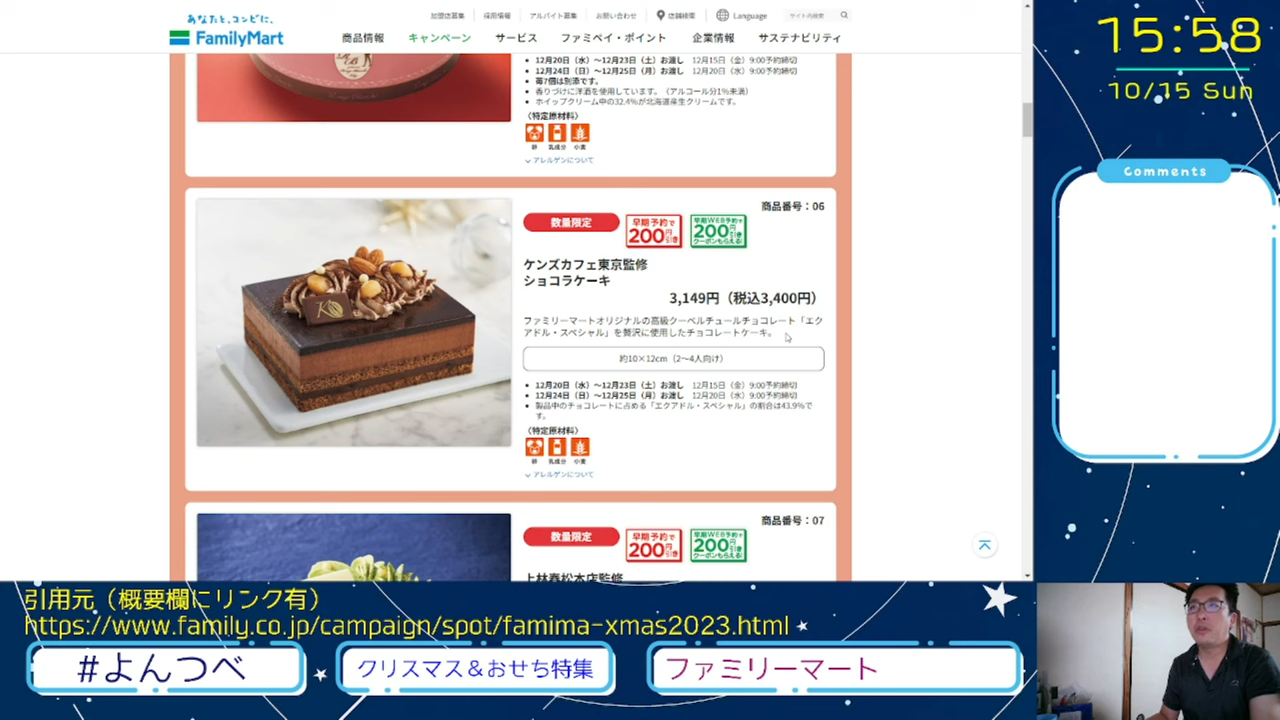 あなたと、コンビに、
FamilyMart
加盟店募集 採用情報 アルバイト募集 お問い合わせ 店舗検索 Language サイト内検索
商品情報 キャンペーン サービス ファミペイ・ポイント 企業情報 サステナビリティ
15:58
10/15 Sun
Comments
12月20日（水）～12月23日（土）お渡し 12月15日（金）9:00予約締切
12月24日（日）～12月25日（月）お渡し 12月20日（水）9:00予約締切
苺7個は別添です。
香りづけに洋酒を使用しています。（アルコール分1%未満）
ホイップクリーム中の32.4%が北海道産生クリームです。
〈特定原材料〉
卵 乳成分 小麦
アレルゲンについて
商品番号：06
数量限定
早期予約で
200円引き
早期WEB予約で
200円引き
クーポンもらえる!
ケンズカフェ東京監修
ショコラケーキ
3,149円（税込3,400円）
ファミリーマートオリジナルの高級クーベルチュールチョコレート「エク
アドル・スペシャル」を贅沢に使用したチョコレートケーキ。
約10×12cm（2～4人向け）
12月20日（水）～12月23日（土）お渡し 12月15日（金）9:00予約締切
12月24日（日）～12月25日（月）お渡し 12月20日（水）9:00予約締切
製品中のチョコレートに占める「エクアドル・スペシャル」の割合は43.9%で
す。
〈特定原材料〉
卵 乳成分 小麦
アレルゲンについて
商品番号：07
数量限定
早期予約で
200円引き
早期WEB予約で
200円引き
クーポンもらえる!
上林春松本店監修
引用元（概要欄にリンク有）
https://www.family.co.jp/campaign/spot/famima-xmas2023.html
#よんつべ
クリスマス＆おせち特集
ファミリーマート